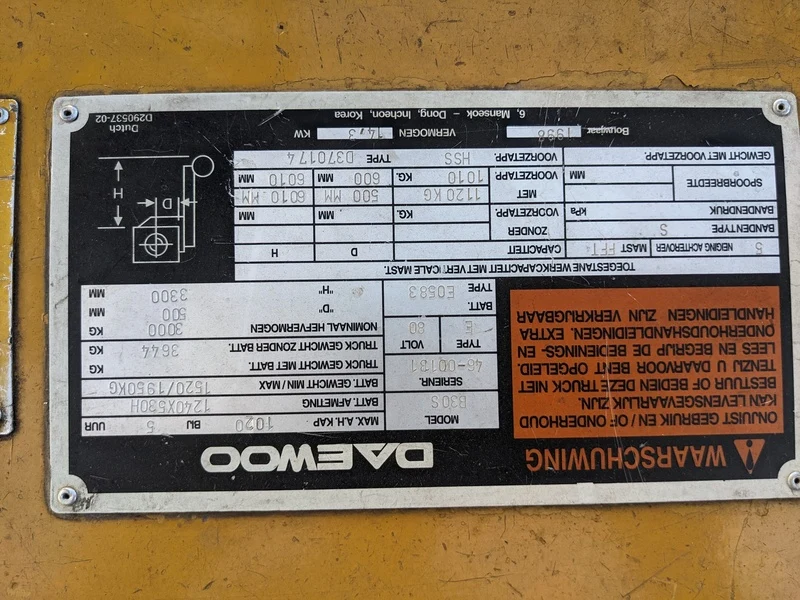 WAARSCHUWING
ONJUIST GEBRUIK EN / OF ONDERHOUD
KAN LEVENSGEVAARLIJK ZIJN.
BESTUUR OF BEDIEN DEZE TRUCK NIET
TENZIJ U DAARVOOR BENT OPGELEID.
LEES EN BEGRIJP DE BEDIENINGS- EN
ONDERHOUDSHANDLEIDINGEN. EXTRA
HANDLEIDINGEN ZIJN VERKRIJGBAAR
DAEWOO
MODEL B30S
SERIENR. 46-00131
TYPE E VOLT 80
BATT. TYPE E0583
MAX. A.H. KAP 1020 BIJ 5 UUR
BATT. AFMETING 1240X530H
BATT. GEWICHT MIN / MAX 1520/1950KG
TRUCK GEWICHT MET BATT. KG
TRUCK GEWICHT ZONDER BATT. 3644 KG
NOMINAAL HEFVERMOGEN 3000 KG
"D" 500 MM
"H" 3300 MM
TOEGESTANE WERKCAPACITEIT MET VERTICALE MAST.
5 NEIGING ACHTEROVER MAST FFT CAPACITEIT D H
BANDENTYPE S ZONDER
BANDENDRUK kPa VOORZETAPP. KG. MM MM
SPOORBREEDTE MM MET 1120KG 500 MM 6010 MM
VOORZETAPP. 1010 KG. 600 MM 6010 MM
GEWICHT MET VOORZETAPP. VOORZETAPP. HSS TYPE D370174
Bouwjaar 1996 VERMOGEN 14,3 KW
6, Manseok - Dong, Incheon, Korea
D
H
Dutch
D290537-02